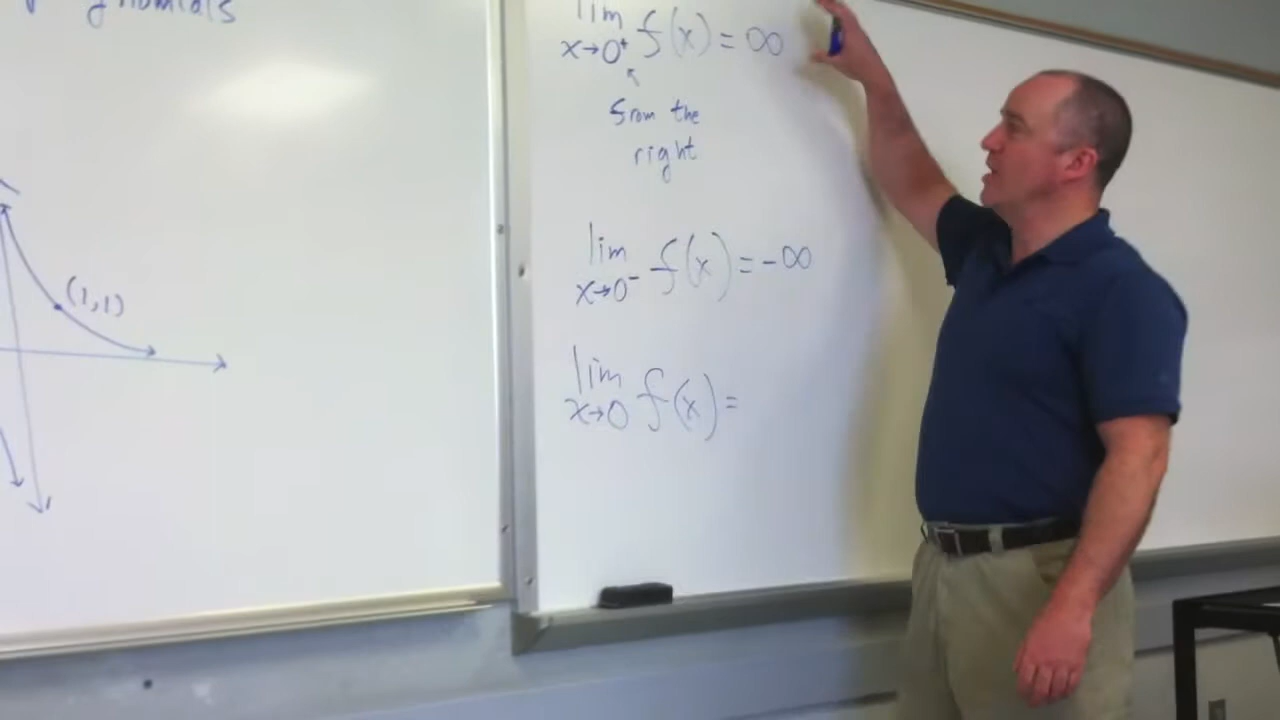 (1,1)
lim
x→0⁺ f(x) = ∞
from the
right
lim
x→0⁻ f(x) = -∞
lim
x→0 f(x) =